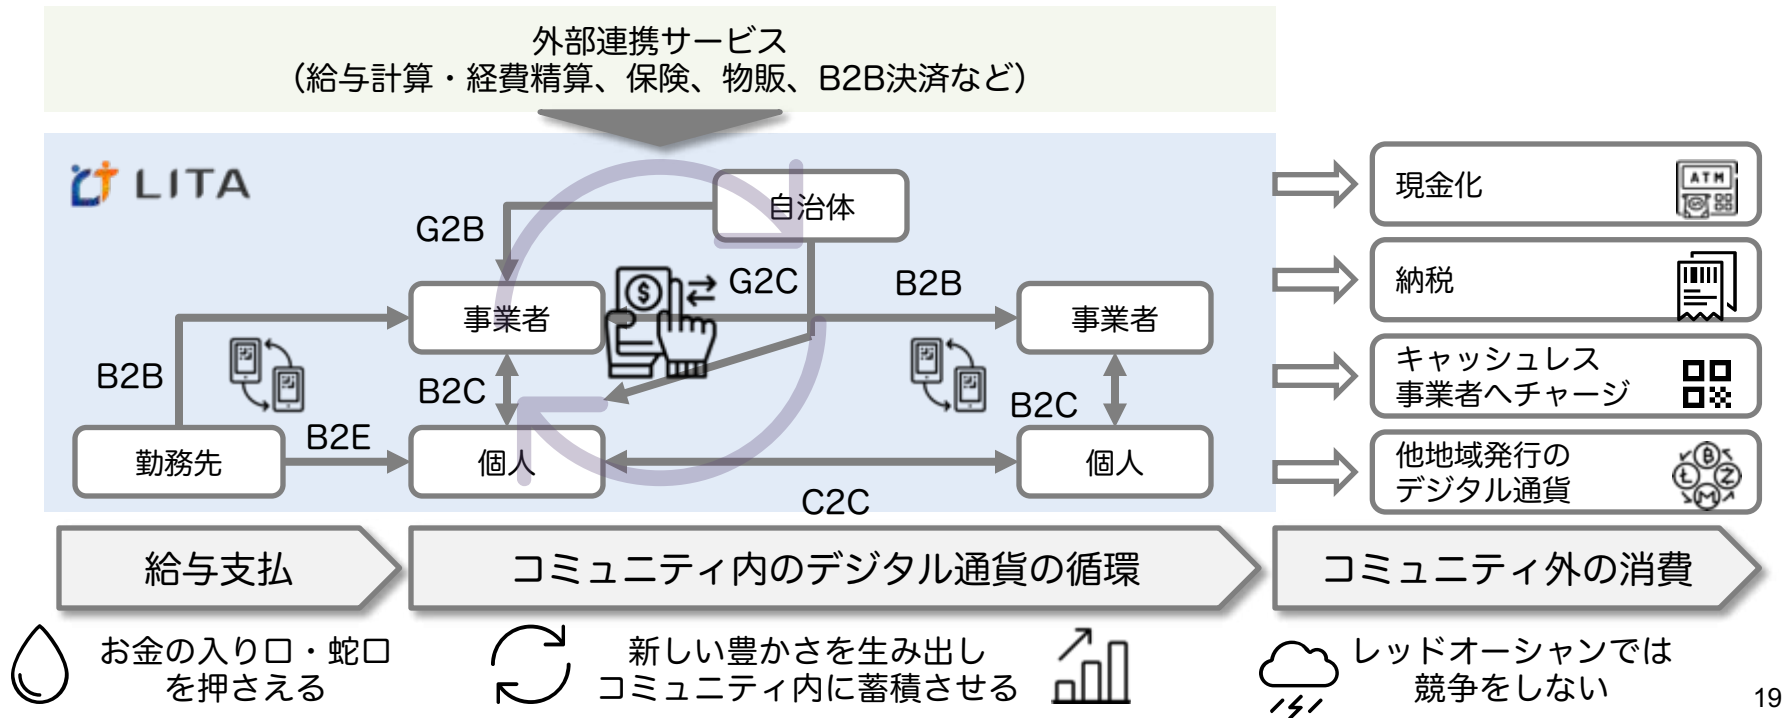 外部連携サービス
（給与計算・経費精算、保険、物販、B2B決済など）
LITA
自治体
G2B
G2C
B2B
事業者
事業者
B2B
B2C
B2C
B2E
勤務先
個人
個人
C2C
現金化
ATM
納税
キャッシュレス
事業者へチャージ
他地域発行の
デジタル通貨
給与支払
コミュニティ内のデジタル通貨の循環
コミュニティ外の消費
お金の入り口・蛇口
を押さえる
新しい豊かさを生み出し
コミュニティ内に蓄積させる
レッドオーシャンでは
競争をしない
19